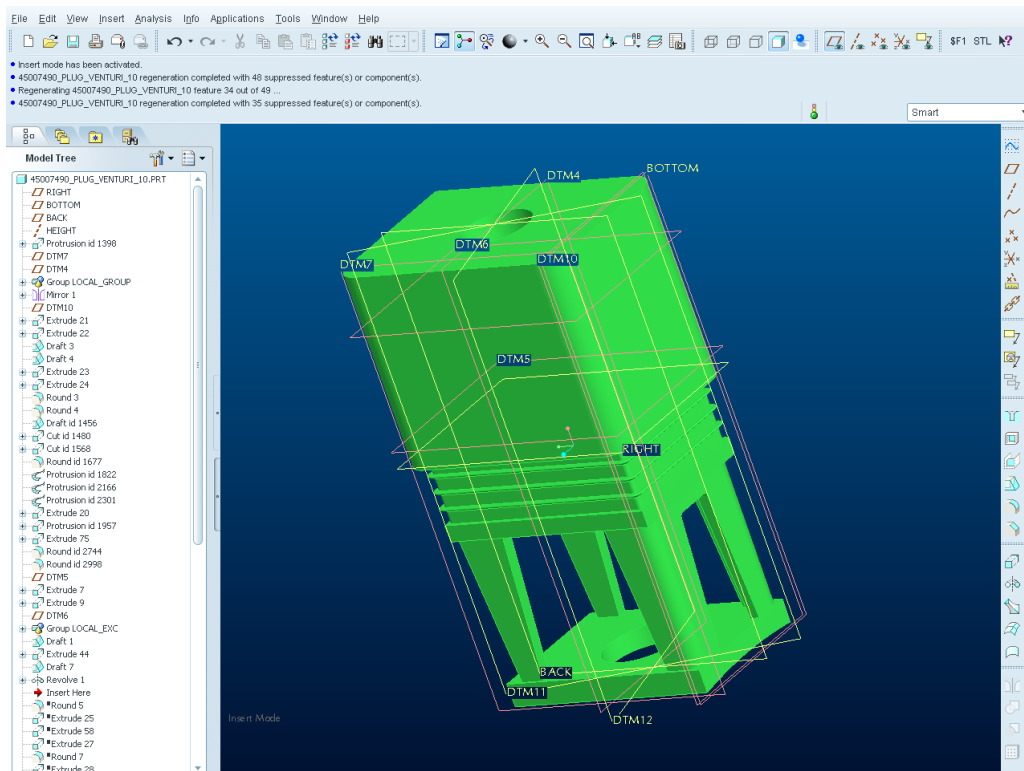 File Edit View Insert Analysis Info Applications Tools Window Help
$F1 STL
Insert mode has been activated.
45007490_PLUG_VENTURI_10 regeneration completed with 48 suppressed feature(s) or component(s).
Regenerating 45007490_PLUG_VENTURI_10 feature 34 out of 49 ...
45007490_PLUG_VENTURI_10 regeneration completed with 35 suppressed feature(s) or component(s).
Smart
Model Tree
45007490_PLUG_VENTURI_10.PRT
RIGHT
BOTTOM
BACK
HEIGHT
Protrusion id 1398
DTM7
DTM4
Group LOCAL_GROUP
Mirror 1
DTM10
Extrude 21
Extrude 22
Draft 3
Draft 4
Extrude 23
Extrude 24
Round 3
Round 4
Draft id 1456
Cut id 1480
Cut id 1568
Round id 1677
Protrusion id 1822
Protrusion id 2166
Protrusion id 2301
Extrude 20
Protrusion id 1957
Extrude 75
Round id 2744
Round id 2998
DTM5
Extrude 7
Extrude 9
DTM6
Group LOCAL_EXC
Draft 1
Extrude 44
Draft 7
Revolve 1
Insert Here
Round 5
Extrude 25
Extrude 58
Extrude 27
Round 7
Extrude 28
BOTTOM
DTM4
DTM6
DTM10
DTM7
DTM5
RIGHT
BACK
DTM11
DTM12
Insert Mode